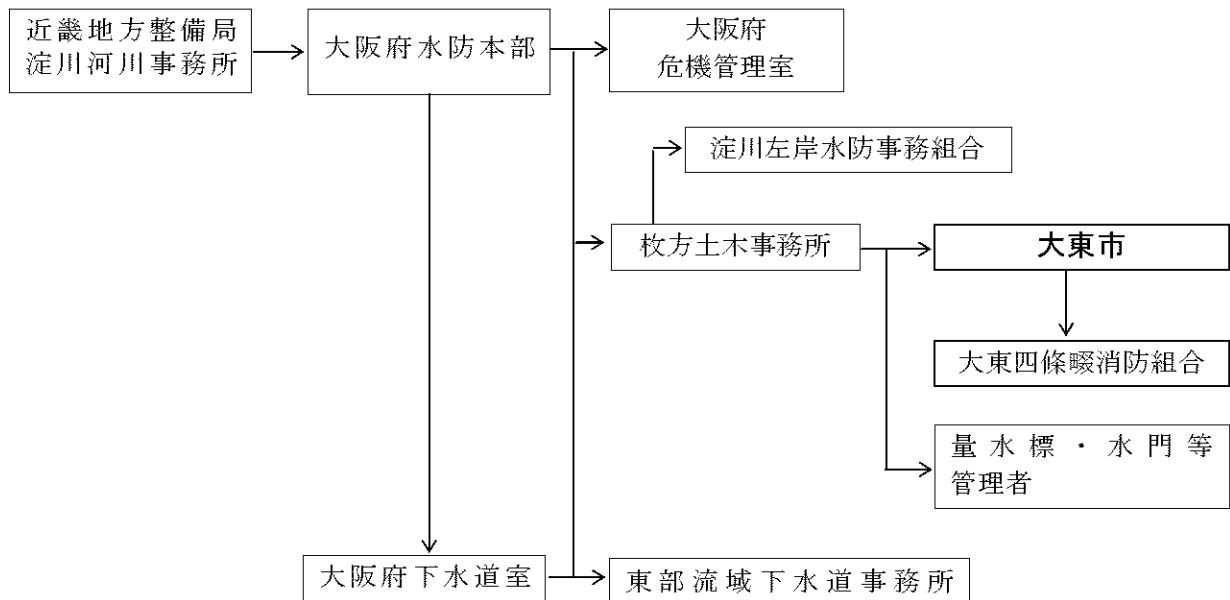 近畿地方整備局
淀川河川事務所
大阪府水防本部
大阪府
危機管理室
淀川左岸水防事務組合
枚方土木事務所
大東市
大東四條畷消防組合
量水標・水門等
管理者
大阪府下水道室
東部流域下水道事務所